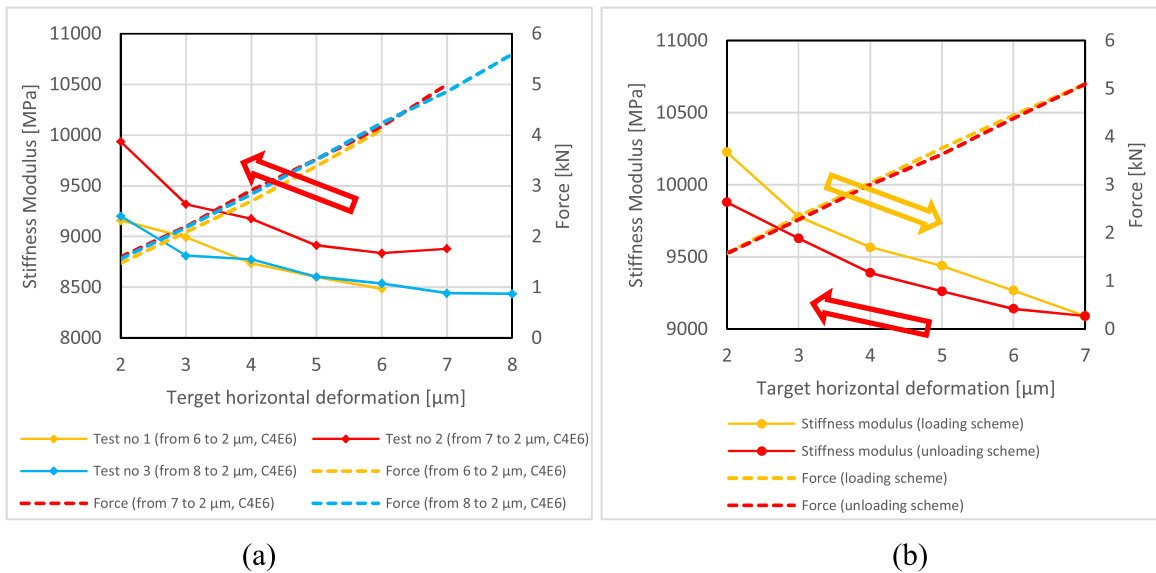 11000
10500
10000
9500
9000
8500
8000
Stiffness Modulus [MPa]
6
5
4
3
2
1
0
Force [kN]
2 3 4 5 6 7 8
Terget horizontal deformation [µm]
Test no 1 (from 6 to 2 µm, C4E6)
Test no 2 (from 7 to 2 µm, C4E6)
Test no 3 (from 8 to 2 µm, C4E6)
Force (from 6 to 2 µm, C4E6)
Force (from 7 to 2 µm, C4E6)
Force (from 8 to 2 µm, C4E6)
(a)
11000
10500
10000
9500
9000
Stiffness Modulus [MPa]
6
5
4
3
2
1
0
Force [kN]
2 3 4 5 6 7
Target horizontal deformation [µm]
Stiffness modulus (loading scheme)
Stiffness modulus (unloading scheme)
Force (loading scheme)
Force (unloading scheme)
(b)